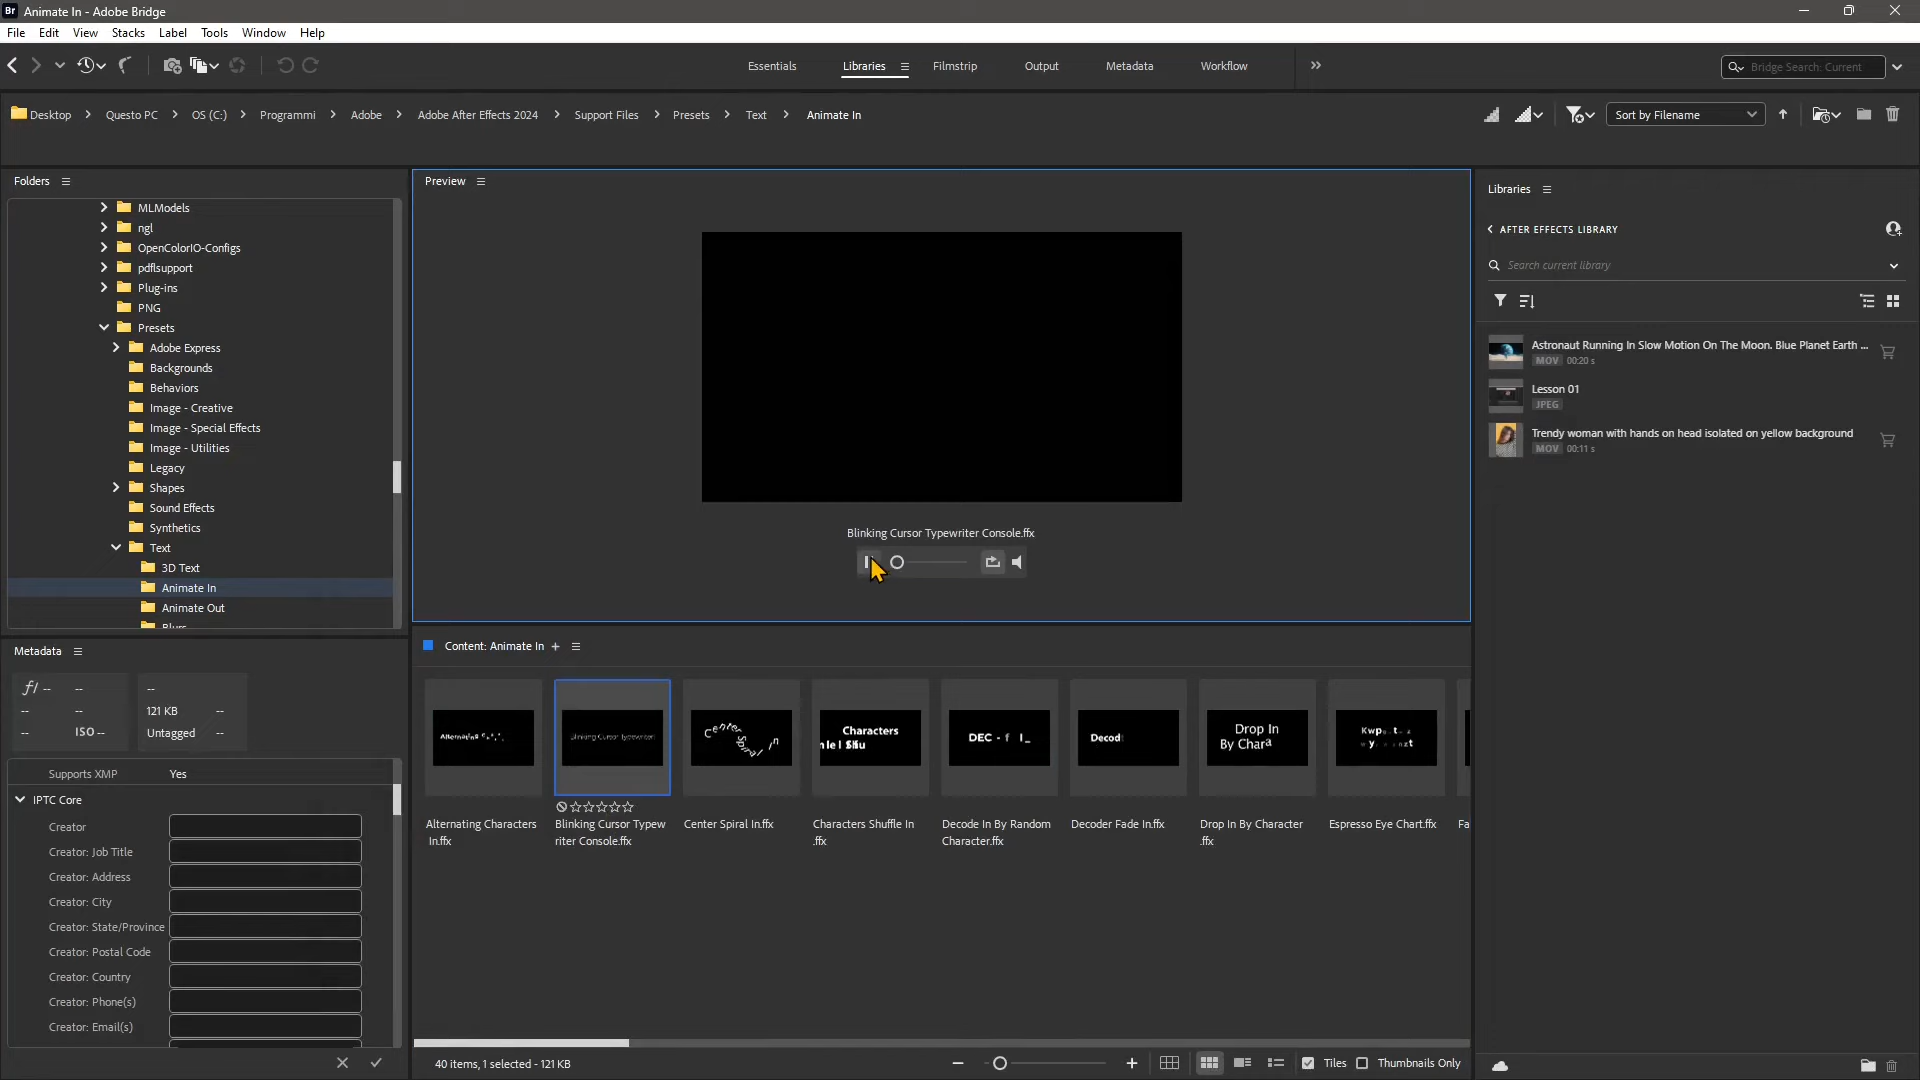 Br Animate In - Adobe Bridge
File Edit View Stacks Label Tools Window Help
Essentials Libraries Filmstrip Output Metadata Workflow
Bridge Search: Current
Desktop Questo PC OS (C:) Programmi Adobe Adobe After Effects 2024 Support Files Presets Text Animate In
Sort by Filename
Folders
MLModels
ngl
OpenColorIO-Configs
pdflsupport
Plug-ins
PNG
Presets
Adobe Express
Backgrounds
Behaviors
Image - Creative
Image - Special Effects
Image - Utilities
Legacy
Shapes
Sound Effects
Synthetics
Text
3D Text
Animate In
Animate Out
Preview
Blinking Cursor Typewriter Console.ffx
Libraries
AFTER EFFECTS LIBRARY
Search current library
Astronaut Running In Slow Motion On The Moon. Blue Planet Earth ...
MOV 00:20 s
Lesson 01
JPEG
Trendy woman with hands on head isolated on yellow background
MOV 00:11 s
Metadata
f/ -- -- --
-- -- 121 KB --
-- ISO -- Untagged --
Supports XMP Yes
IPTC Core
Creator
Creator: Job Title
Creator: Address
Creator: City
Creator: State/Province
Creator: Postal Code
Creator: Country
Creator: Phone(s)
Creator: Email(s)
Content: Animate In
Center Spiral In
Characters
DEC - f I_
Decod
Drop In
By Chara
Alternating Characters
In.ffx
Blinking Cursor Typew
riter Console.ffx
Center Spiral In.ffx
Characters Shuffle In
.ffx
Decode In By Random
Character.ffx
Decoder Fade In.ffx
Drop In By Character
.ffx
Espresso Eye Chart.ffx
Fa
40 items, 1 selected - 121 KB
Tiles Thumbnails Only